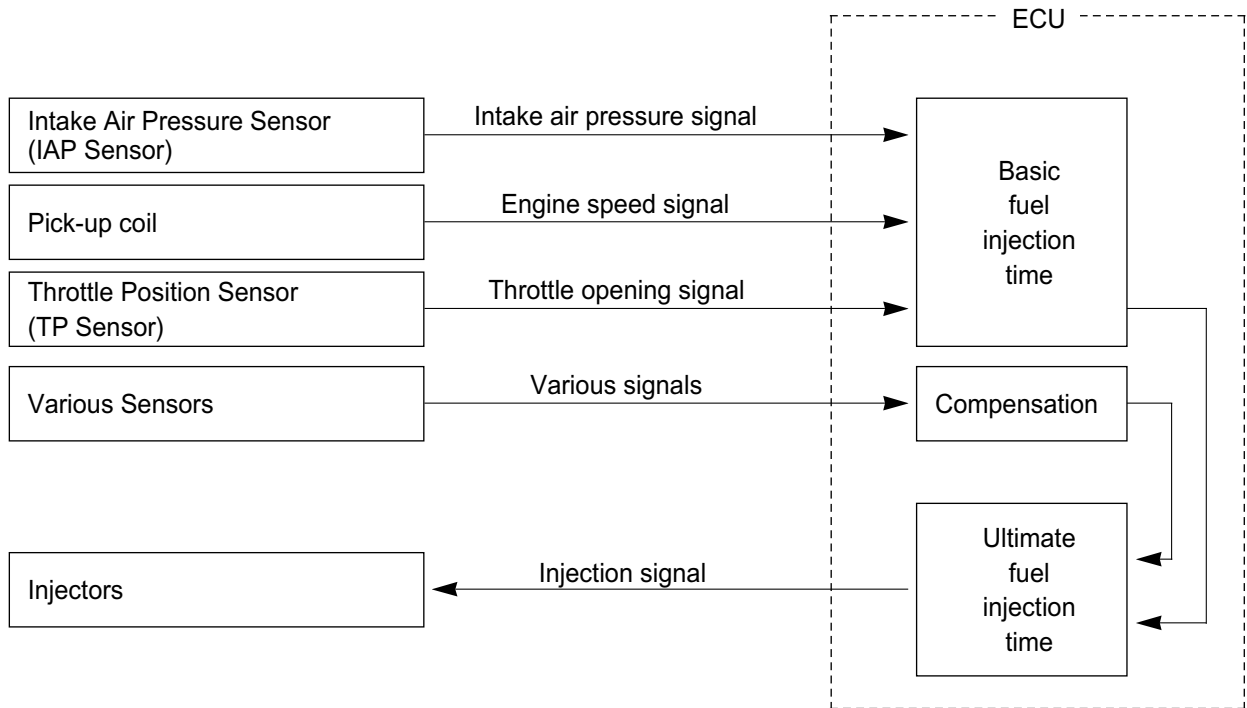 ECU
Intake Air Pressure Sensor
(IAP Sensor)
Intake air pressure signal
Basic
fuel
injection
time
Pick-up coil
Engine speed signal
Throttle Position Sensor
(TP Sensor)
Throttle opening signal
Various Sensors
Various signals
Compensation
Injectors
Injection signal
Ultimate
fuel
injection
time